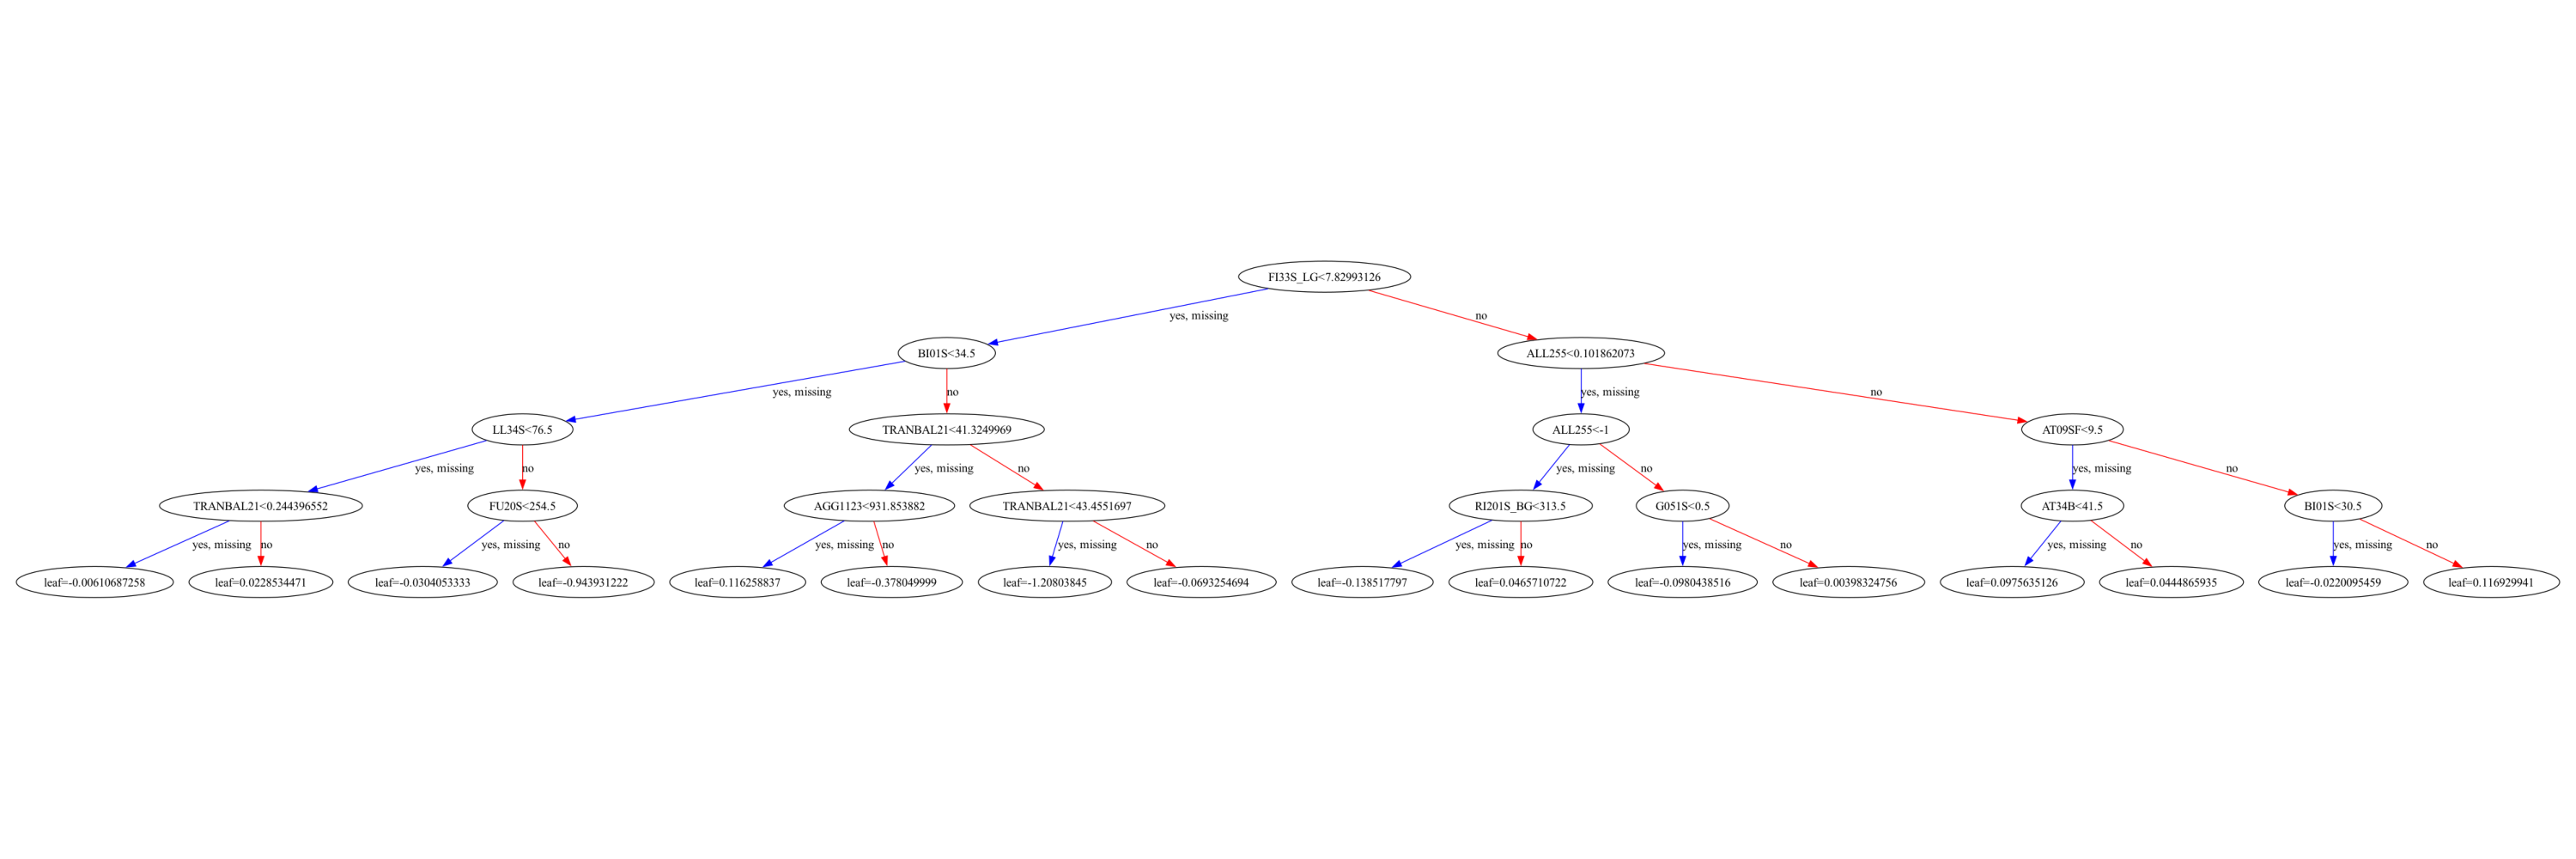 FI33S_LG<7.82993126
yes, missing
no
BI01S<34.5
ALL255<0.101862073
yes, missing
no
yes, missing
no
LL34S<76.5
TRANBAL21<41.3249969
ALL255<-1
AT09SF<9.5
yes, missing
no
yes, missing
no
yes, missing
no
yes, missing
no
TRANBAL21<0.244396552
FU20S<254.5
AGG1123<931.853882
TRANBAL21<43.4551697
RI201S_BG<313.5
G051S<0.5
AT34B<41.5
BI01S<30.5
yes, missing
no
yes, missing
no
yes, missing
no
yes, missing
no
yes, missing
no
yes, missing
no
yes, missing
no
yes, missing
no
leaf=-0.00610687258
leaf=0.0228534471
leaf=-0.0304053333
leaf=-0.943931222
leaf=0.116258837
leaf=-0.378049999
leaf=-1.20803845
leaf=-0.0693254694
leaf=-0.138517797
leaf=0.0465710722
leaf=-0.0980438516
leaf=0.00398324756
leaf=0.0975635126
leaf=0.0444865935
leaf=-0.0220095459
leaf=0.116929941